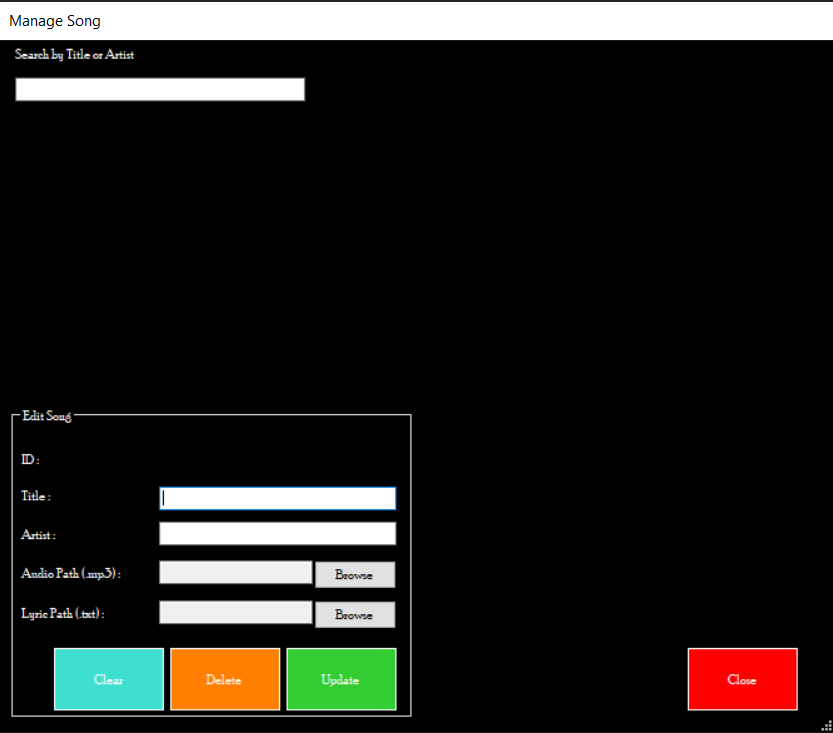 Manage Song
Search by Title or Artist
Edit Song
ID :
Title :
Artist :
Audio Path (.mp3) :
Browse
Lyric Path (.txt) :
Browse
Clear
Delete
Update
Close